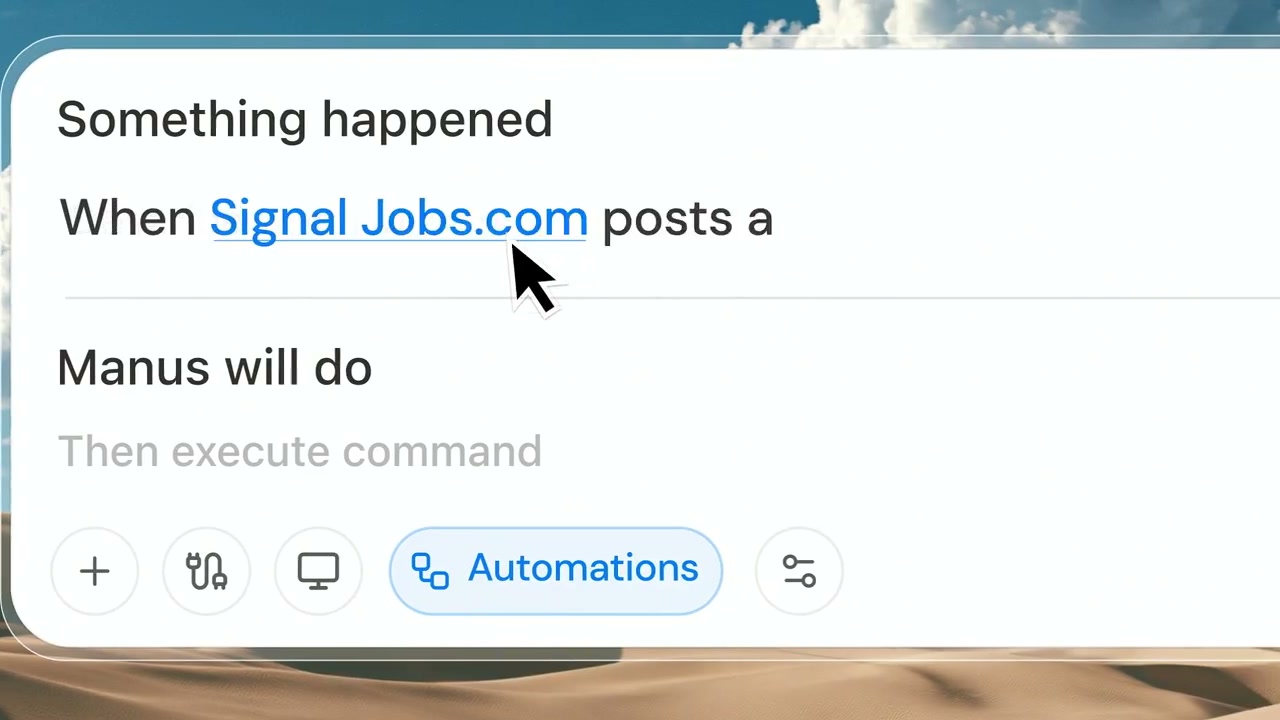 Something happened
When Signal Jobs.com posts a
Manus will do
Then execute command
Automations